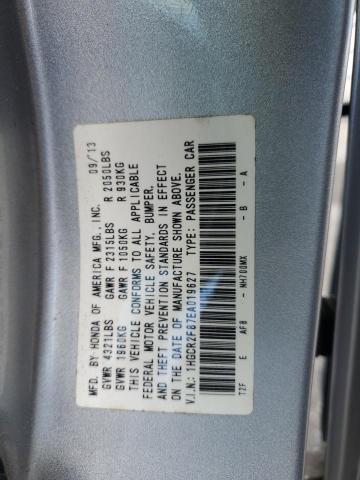 MFD. BY HONDA OF AMERICA MFG., INC. 09/13
GVWR 4321LBS GAWR F 2315LBS R 2050LBS
GVWR 1960KG GAWR F 1050KG R 930KG
THIS VEHICLE CONFORMS TO ALL APPLICABLE
FEDERAL MOTOR VEHICLE SAFETY, BUMPER,
AND THEFT PREVENTION STANDARDS IN EFFECT
ON THE DATE OF MANUFACTURE SHOWN ABOVE.
V.I.N.: 1HGCR2F87EA019627 TYPE: PASSENGER CAR
T2F E AF8 - NH700MX - B - A